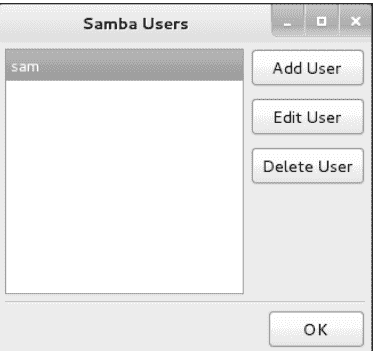 Samba Users
sam
Add User
Edit User
Delete User
OK